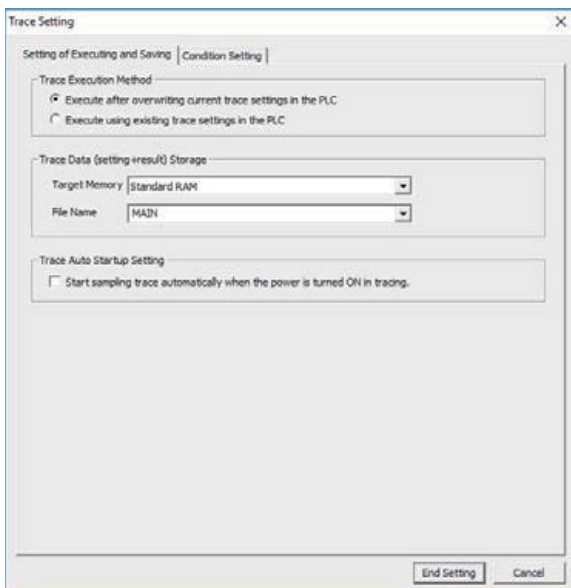 Trace Setting
Setting of Executing and Saving
Condition Setting
Trace Execution Method
Execute after overwriting current trace settings in the PLC
Execute using existing trace settings in the PLC
Trace Data (setting+result) Storage
Target Memory Standard RAM
File Name MAIN
Trace Auto Startup Setting
Start sampling trace automatically when the power is turned ON in tracing.
End Setting Cancel